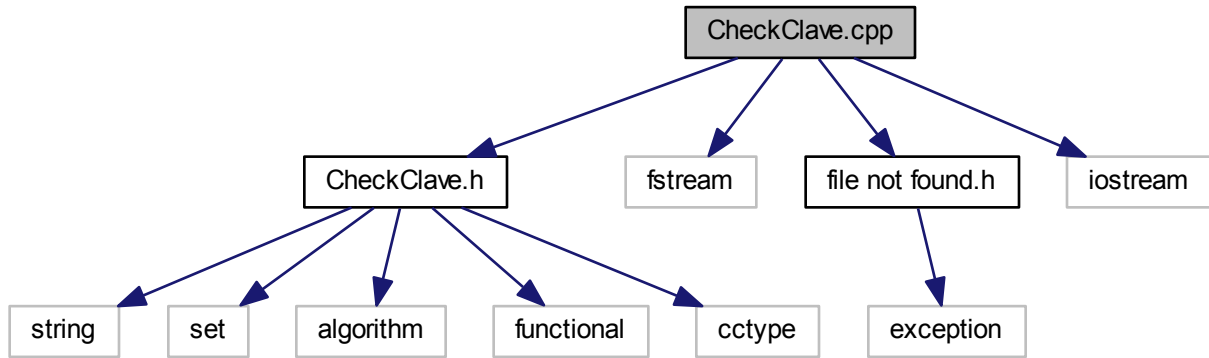 CheckClave.cpp
CheckClave.h
fstream
file not found.h
iostream
string
set
algorithm
functional
cctype
exception